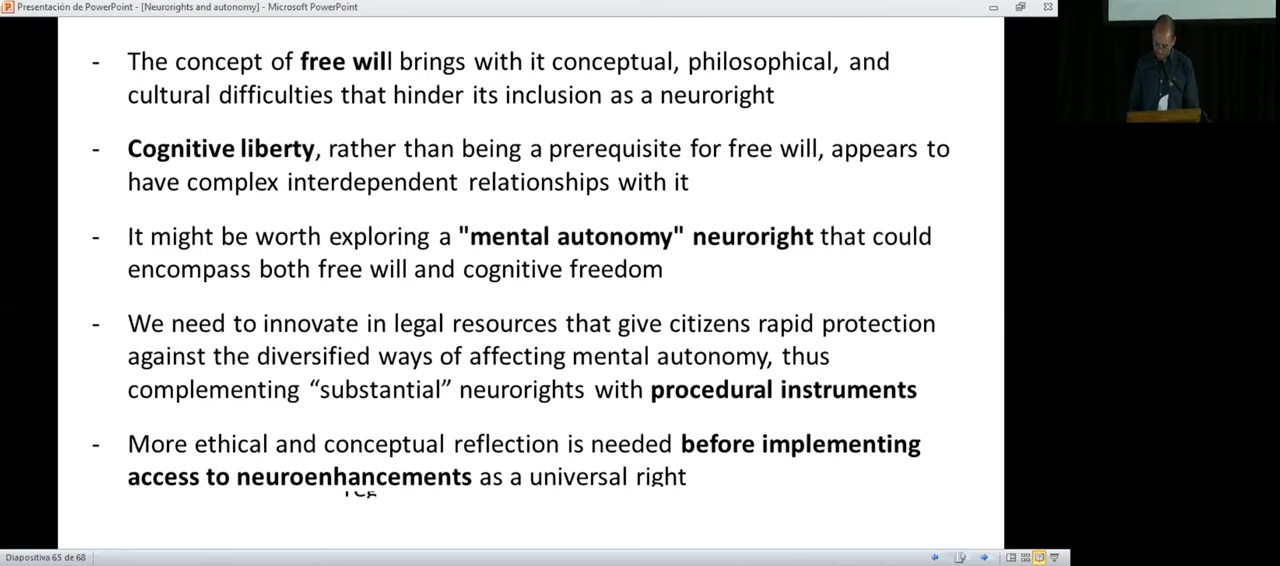 Presentación de PowerPoint - [Neurorights and autonomy] - Microsoft PowerPoint
- The concept of free will brings with it conceptual, philosophical, and
cultural difficulties that hinder its inclusion as a neuroright
- Cognitive liberty, rather than being a prerequisite for free will, appears to
have complex interdependent relationships with it
- It might be worth exploring a "mental autonomy" neuroright that could
encompass both free will and cognitive freedom
- We need to innovate in legal resources that give citizens rapid protection
against the diversified ways of affecting mental autonomy, thus
complementing “substantial” neurorights with procedural instruments
- More ethical and conceptual reflection is needed before implementing
access to neuroenhancements as a universal right
Diapositiva 65 de 68